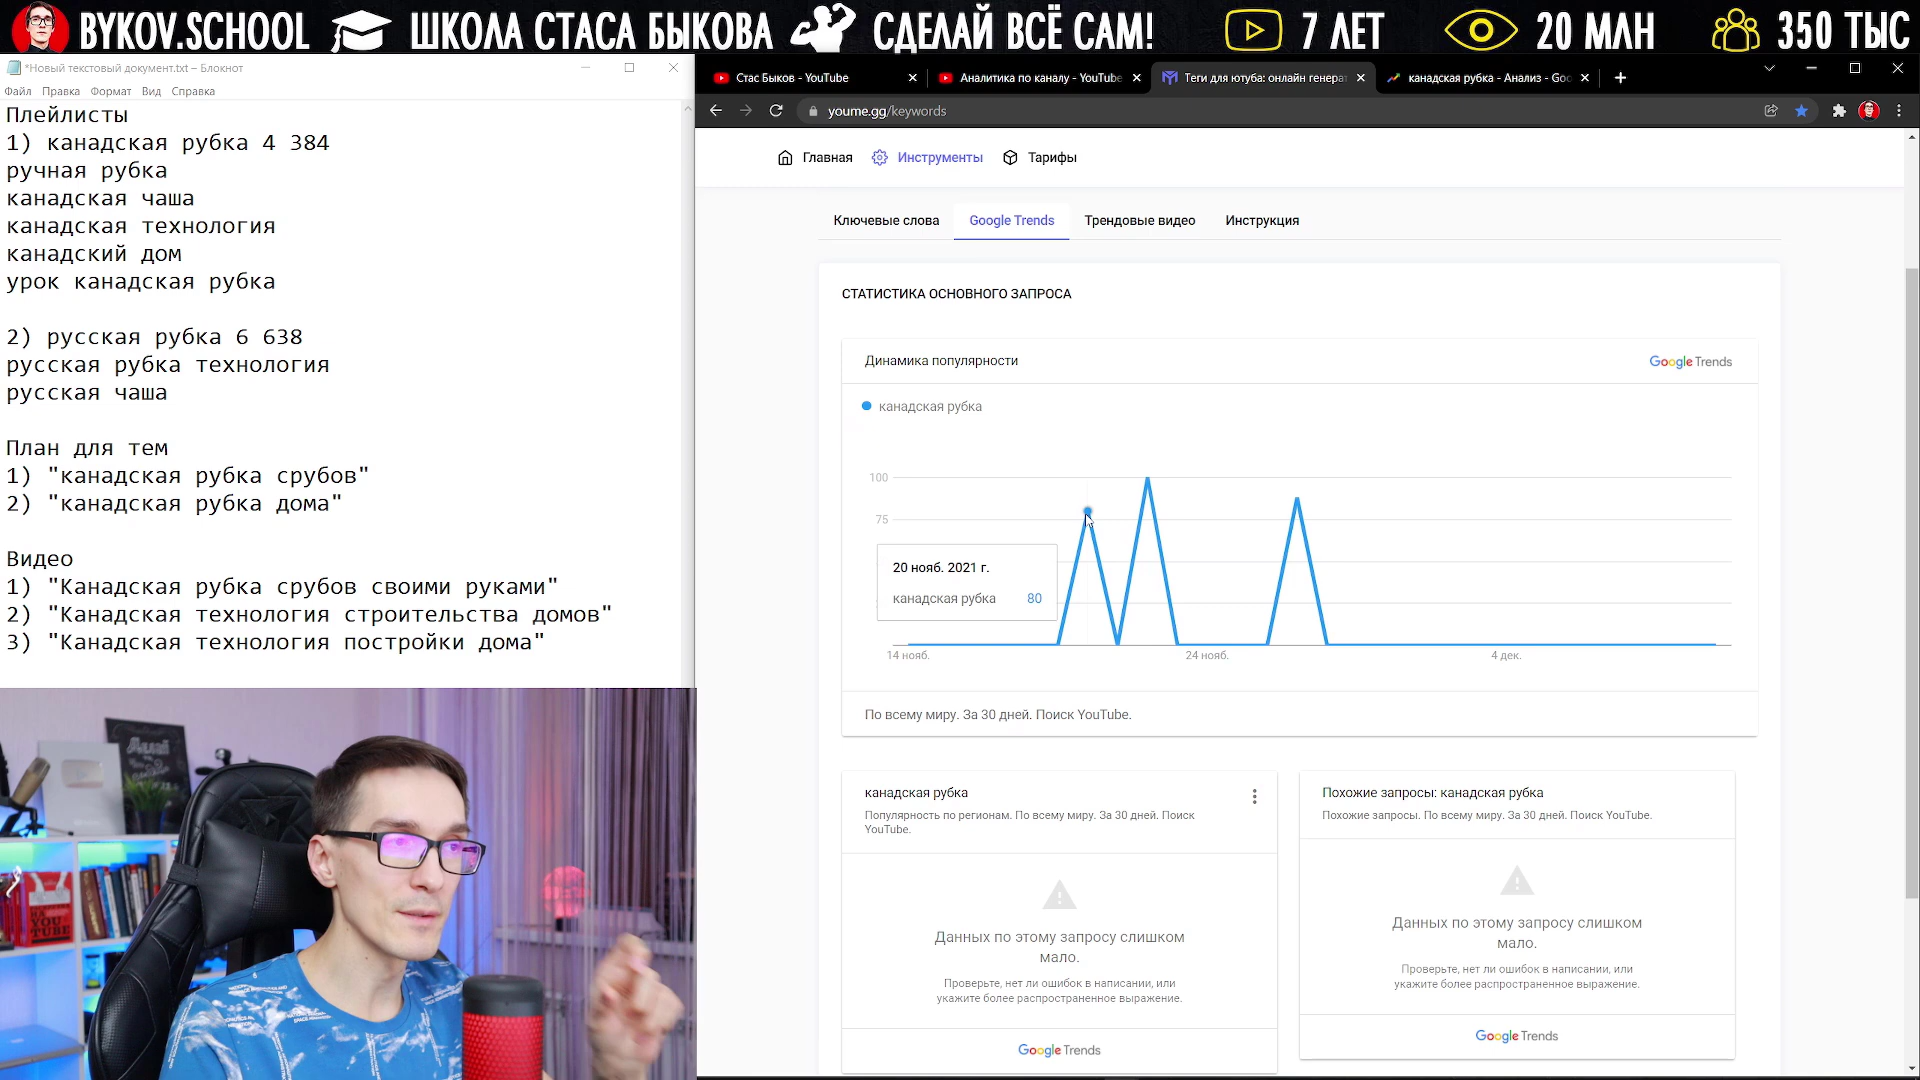 BYKOV.SCHOOL ШКОЛА СТАСА БЫКОВА СДЕЛАЙ ВСЁ САМ! 7 ЛЕТ 20 МЛН 350 ТЫС
*Новый текстовый документ.txt – Блокнот
Файл Правка Формат Вид Справка
Плейлисты
1) канадская рубка 4 384
ручная рубка
канадская чаша
канадская технология
канадский дом
урок канадская рубка
2) русская рубка 6 638
русская рубка технология
русская чаша
План для тем
1) "канадская рубка срубов"
2) "канадская рубка дома"
Видео
1) "Канадская рубка срубов своими руками"
2) "Канадская технология строительства домов"
3) "Канадская технология постройки дома"
Стас Быков - YouTube
Аналитика по каналу - YouTube
Теги для ютуба: онлайн генера
канадская рубка - Анализ - Goo
youme.gg/keywords
Главная Инструменты Тарифы
Ключевые слова Google Trends Трендовые видео Инструкция
СТАТИСТИКА ОСНОВНОГО ЗАПРОСА
Динамика популярности
Google Trends
канадская рубка
100
75
20 нояб. 2021 г.
канадская рубка 80
14 нояб. 24 нояб. 4 дек.
По всему миру. За 30 дней. Поиск YouTube.
канадская рубка
Популярность по регионам. По всему миру. За 30 дней. Поиск
YouTube.
Данных по этому запросу слишком
мало.
Проверьте, нет ли ошибок в написании, или
укажите более распространенное выражение.
Google Trends
Похожие запросы: канадская рубка
Похожие запросы. По всему миру. За 30 дней. Поиск YouTube.
Данных по этому запросу слишком
мало.
Проверьте, нет ли ошибок в написании, или
укажите более распространенное выражение.
Google Trends
НА YOU
TUBE